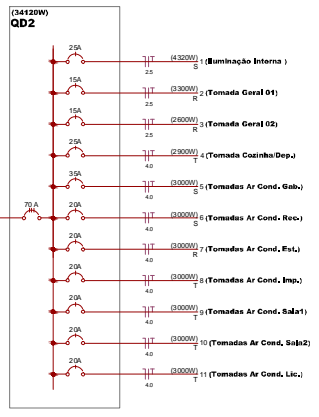 (34120W)
QD2
70 A
25A (4320W) 1 (Iluminação Interna )
2.5 S
15A (3300W) 2 (Tomada Geral 01)
2.5 R
15A (2600W) 3 (Tomada Geral 02)
2.5 R
25A (2900W) 4 (Tomada Cozinha/Dep.)
4.0 T
35A (3000W) 5 (Tomadas Ar Cond. Gab.)
4.0 S
20A (3000W) 6 (Tomadas Ar Cond. Rec.)
4.0 S
20A (3000W) 7 (Tomadas Ar Cond. Est.)
4.0 R
20A (3000W) 8 (Tomadas Ar Cond. Imp.)
4.0 T
20A (3000W) 9 (Tomadas Ar Cond. Sala1)
4.0 T
20A (3000W) 10 (Tomadas Ar Cond. Sala2)
4.0 T
20A (3000W) 11 (Tomadas Ar Cond. Lic.)
4.0 T